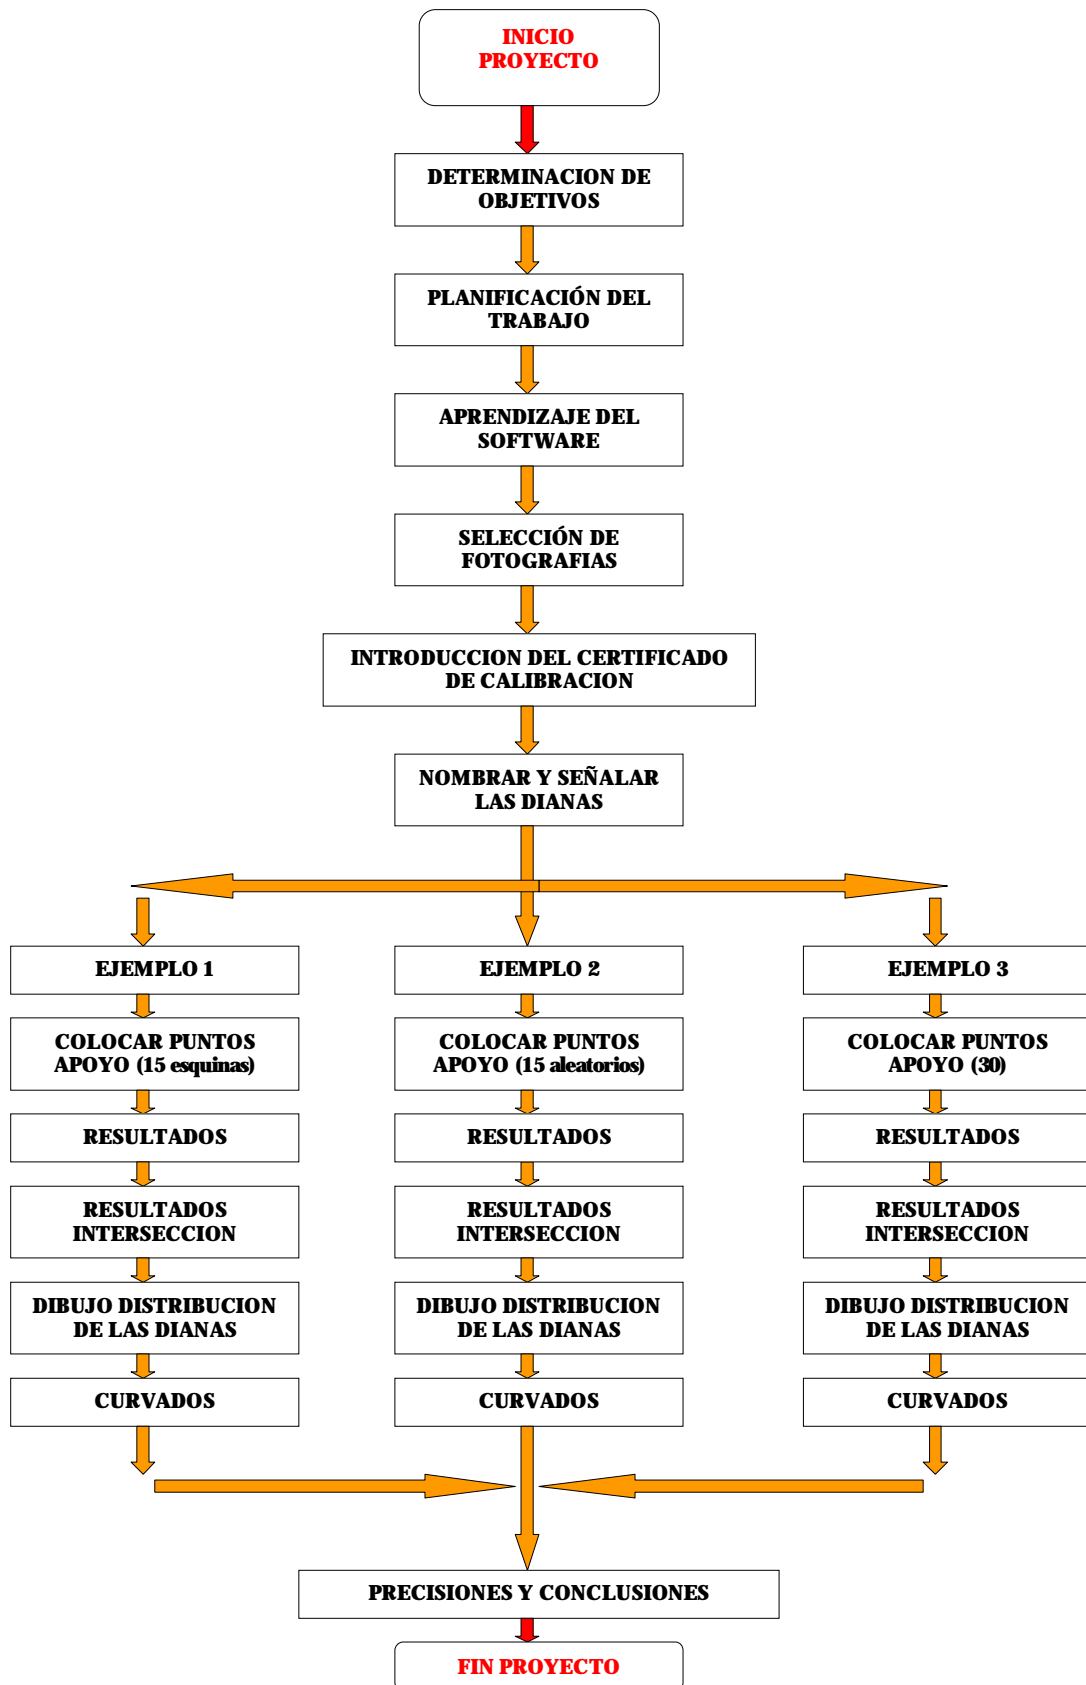 INICIO
PROYECTO
DETERMINACION DE
OBJETIVOS
PLANIFICACIÓN DEL
TRABAJO
APRENDIZAJE DEL
SOFTWARE
SELECCIÓN DE
FOTOGRAFIAS
INTRODUCCION DEL CERTIFICADO
DE CALIBRACION
NOMBRAR Y SEÑALAR
LAS DIANAS
EJEMPLO 1
COLOCAR PUNTOS
APOYO (15 esquinas)
RESULTADOS
RESULTADOS
INTERSECCION
DIBUJO DISTRIBUCION
DE LAS DIANAS
CURVADOS
EJEMPLO 2
COLOCAR PUNTOS
APOYO (15 aleatorios)
RESULTADOS
RESULTADOS
INTERSECCION
DIBUJO DISTRIBUCION
DE LAS DIANAS
CURVADOS
EJEMPLO 3
COLOCAR PUNTOS
APOYO (30)
RESULTADOS
RESULTADOS
INTERSECCION
DIBUJO DISTRIBUCION
DE LAS DIANAS
CURVADOS
PRECISIONES Y CONCLUSIONES
FIN PROYECTO